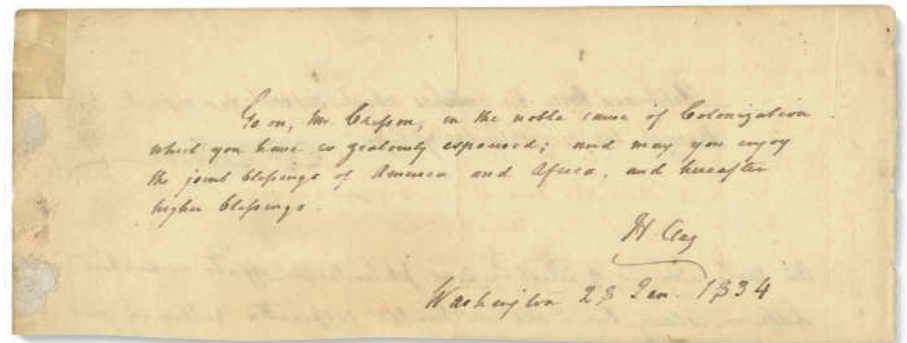 Go on, Mr. Cresson, in the noble cause of Colonization
which you have so zealously espoused; and may you enjoy
the joint blessings of America and Africa, and hereafter
higher blessings.
H. Clay
Washington 28 Jan. 1834